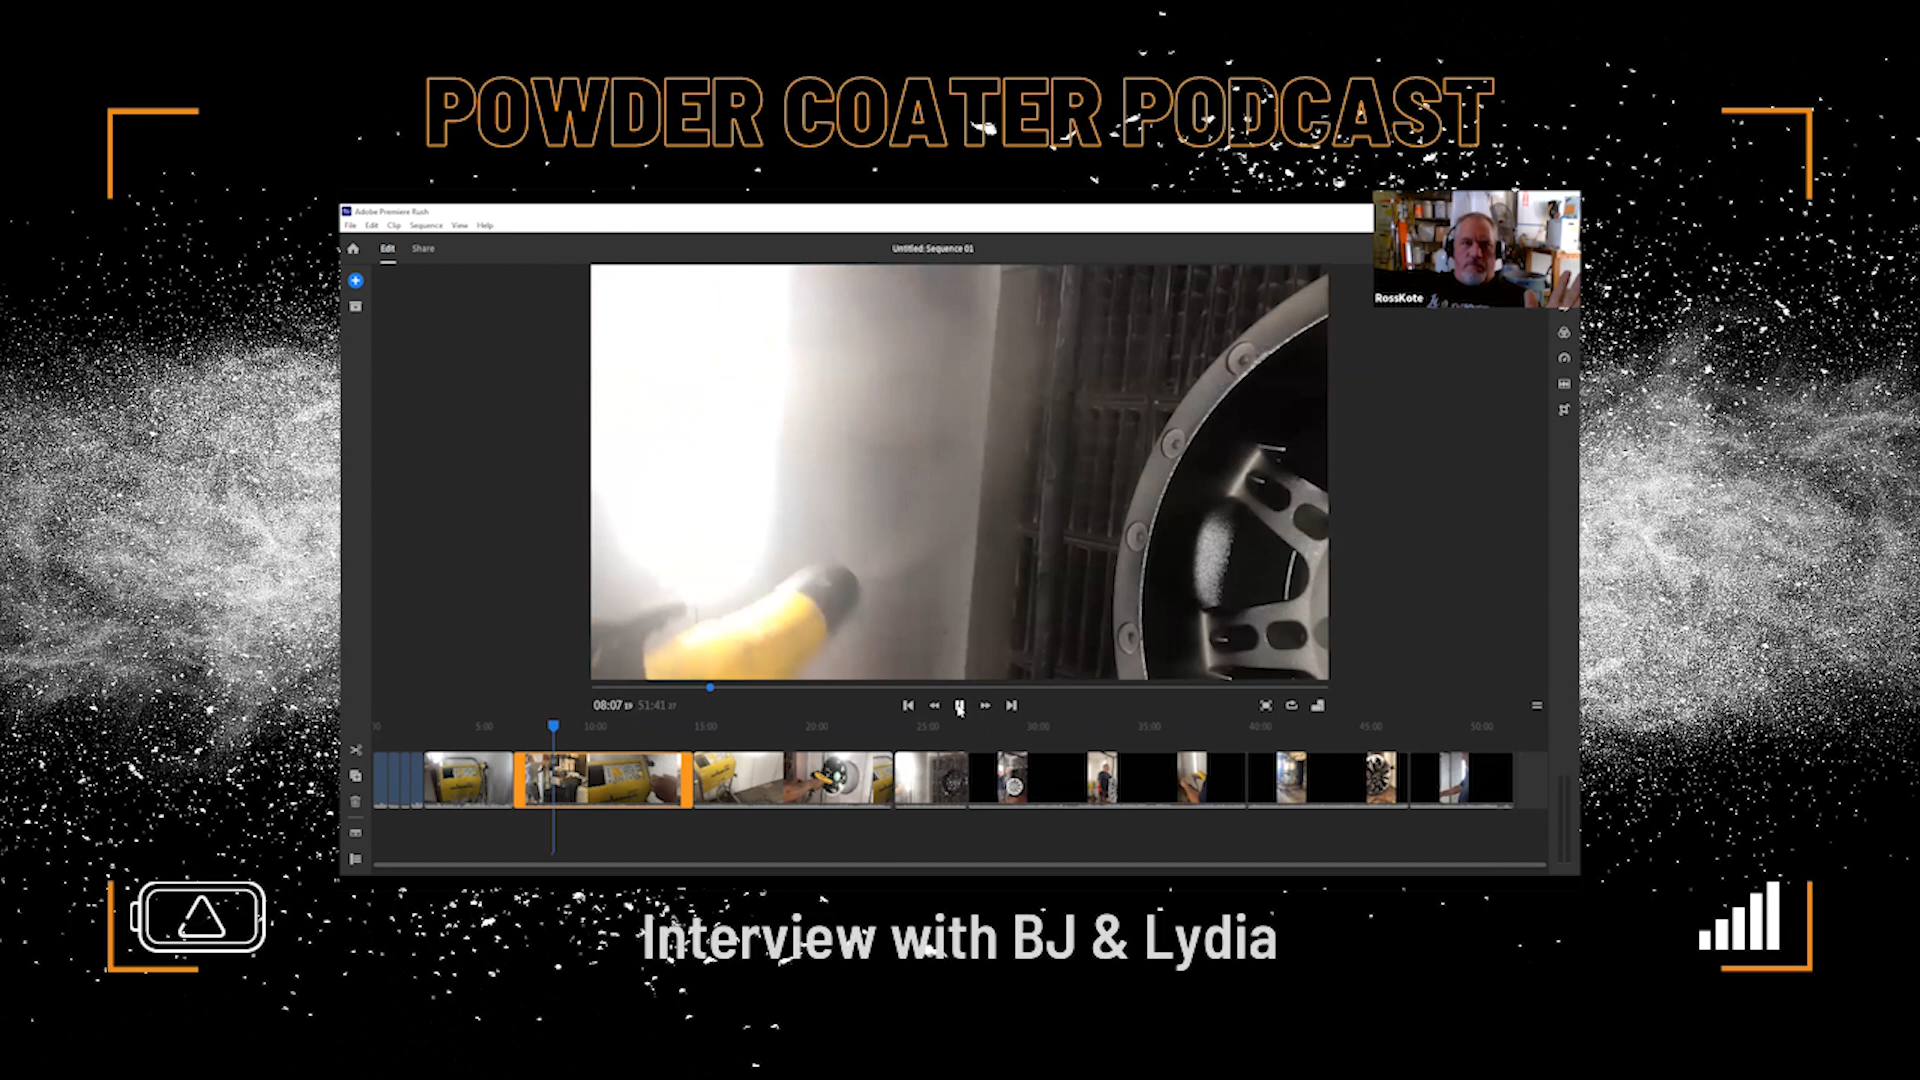 POWDER COATER PODCAST
Adobe Premiere Rush
File Edit Clip Sequence View Help
Edit Share
Untitled: Sequence 01
RossKote
08:07 19 51:41 27
5:00 10:00 15:00 20:00 25:00 30:00 35:00 40:00 45:00 50:00
Interview with BJ & Lydia